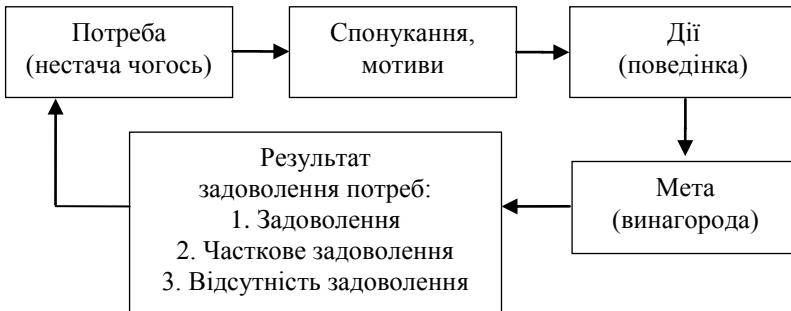 Потреба
(нестача чогось)
Спонукання,
мотиви
Дії
(поведінка)
Мета
(винагорода)
Результат
задоволення потреб:
1. Задоволення
2. Часткове задоволення
3. Відсутність задоволення